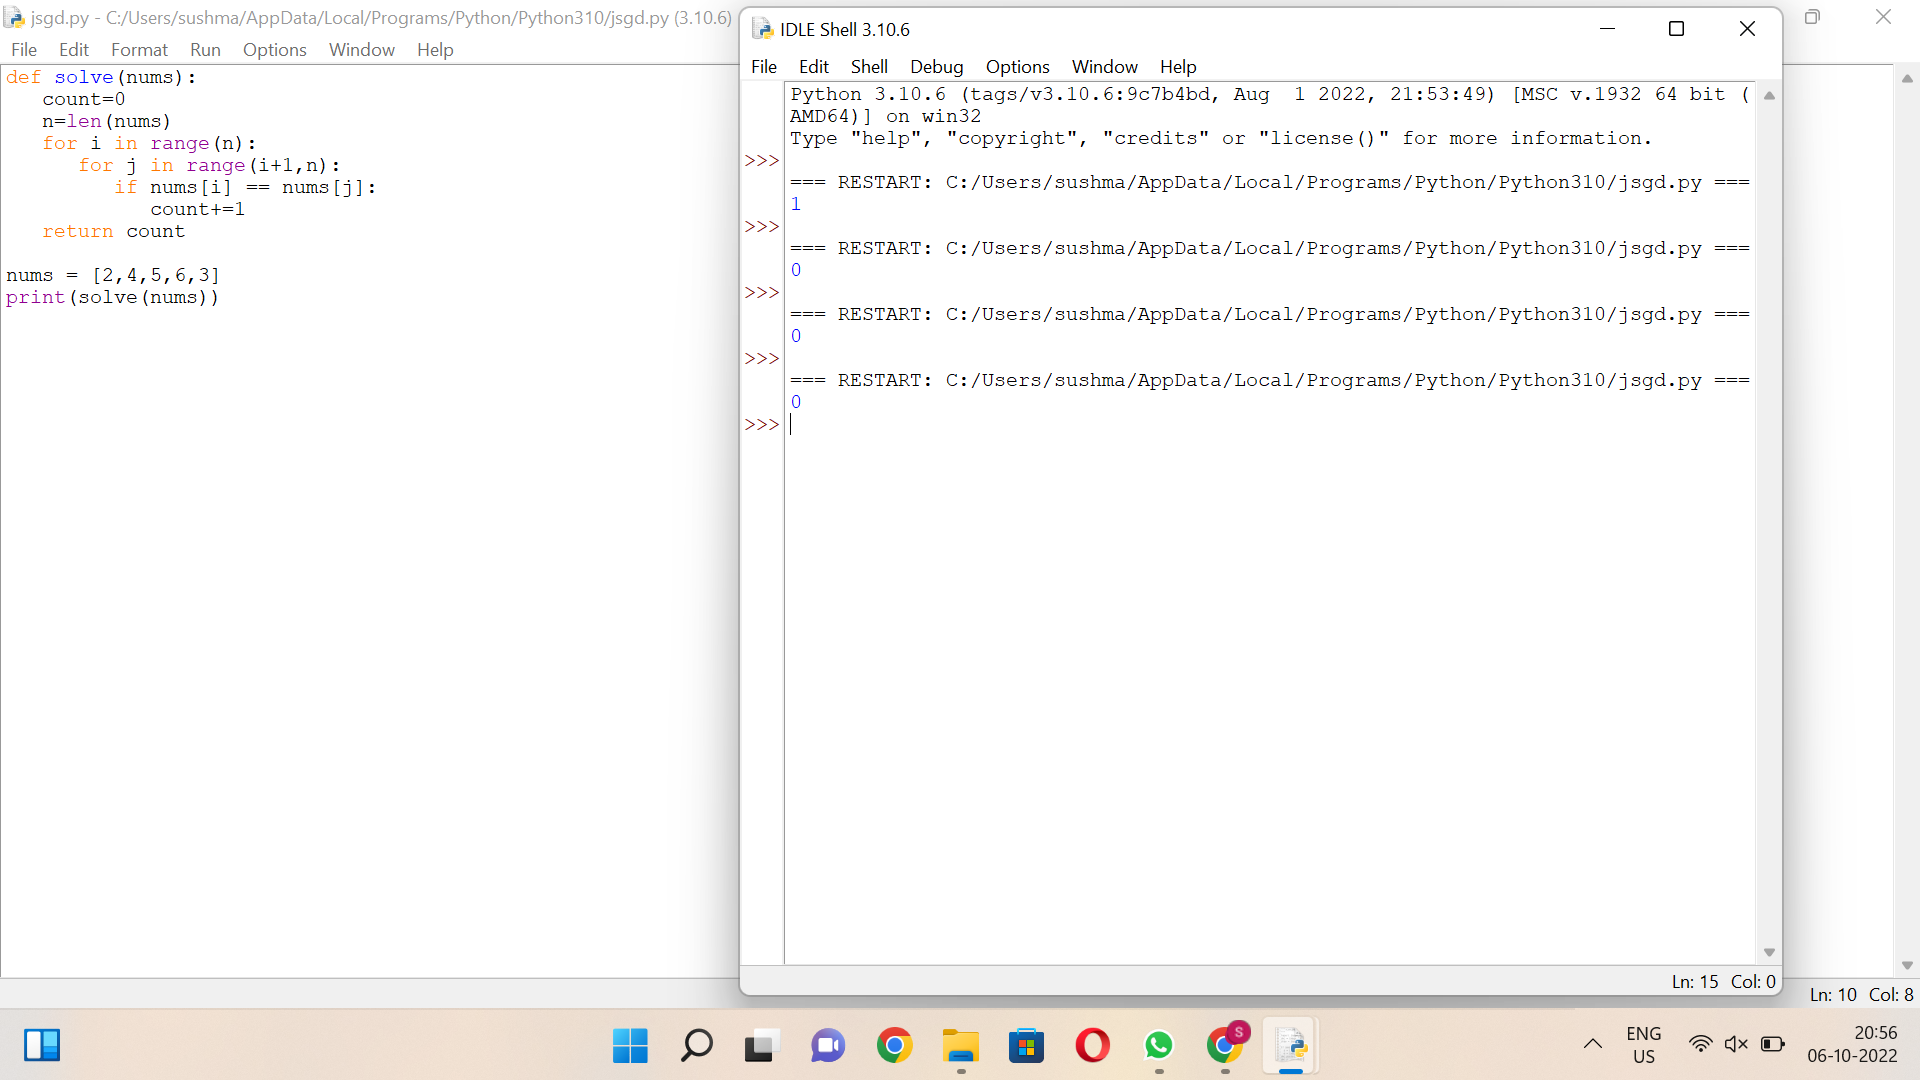 jsgd.py - C:/Users/sushma/AppData/Local/Programs/Python/Python310/jsgd.py (3.10.6)
File Edit Format Run Options Window Help
def solve(nums):
   count=0
   n=len(nums)
   for i in range(n):
      for j in range(i+1,n):
         if nums[i] == nums[j]:
            count+=1
   return count

nums = [2,4,5,6,3]
print(solve(nums))
IDLE Shell 3.10.6
File Edit Shell Debug Options Window Help
Python 3.10.6 (tags/v3.10.6:9c7b4bd, Aug  1 2022, 21:53:49) [MSC v.1932 64 bit (
AMD64)] on win32
Type "help", "copyright", "credits" or "license()" for more information.
>>>
=== RESTART: C:/Users/sushma/AppData/Local/Programs/Python/Python310/jsgd.py ===
1
>>>
=== RESTART: C:/Users/sushma/AppData/Local/Programs/Python/Python310/jsgd.py ===
0
>>>
=== RESTART: C:/Users/sushma/AppData/Local/Programs/Python/Python310/jsgd.py ===
0
>>>
=== RESTART: C:/Users/sushma/AppData/Local/Programs/Python/Python310/jsgd.py ===
0
>>>
Ln: 15 Col: 0
Ln: 10 Col: 8
S
ENG
US
20:56
06-10-2022